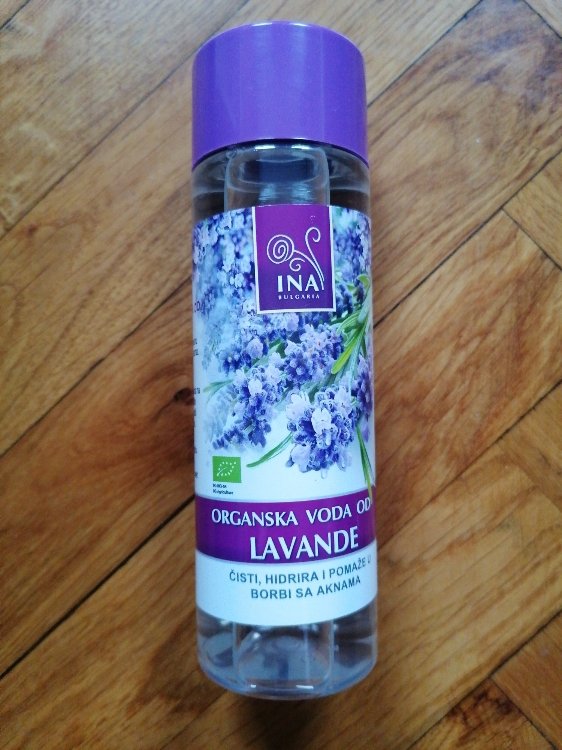 INA
BULGARIA
ORGANSKA VODA OD
LAVANDE
ČISTI, HIDRIRA I POMAŽE U
BORBI SA AKNAMA